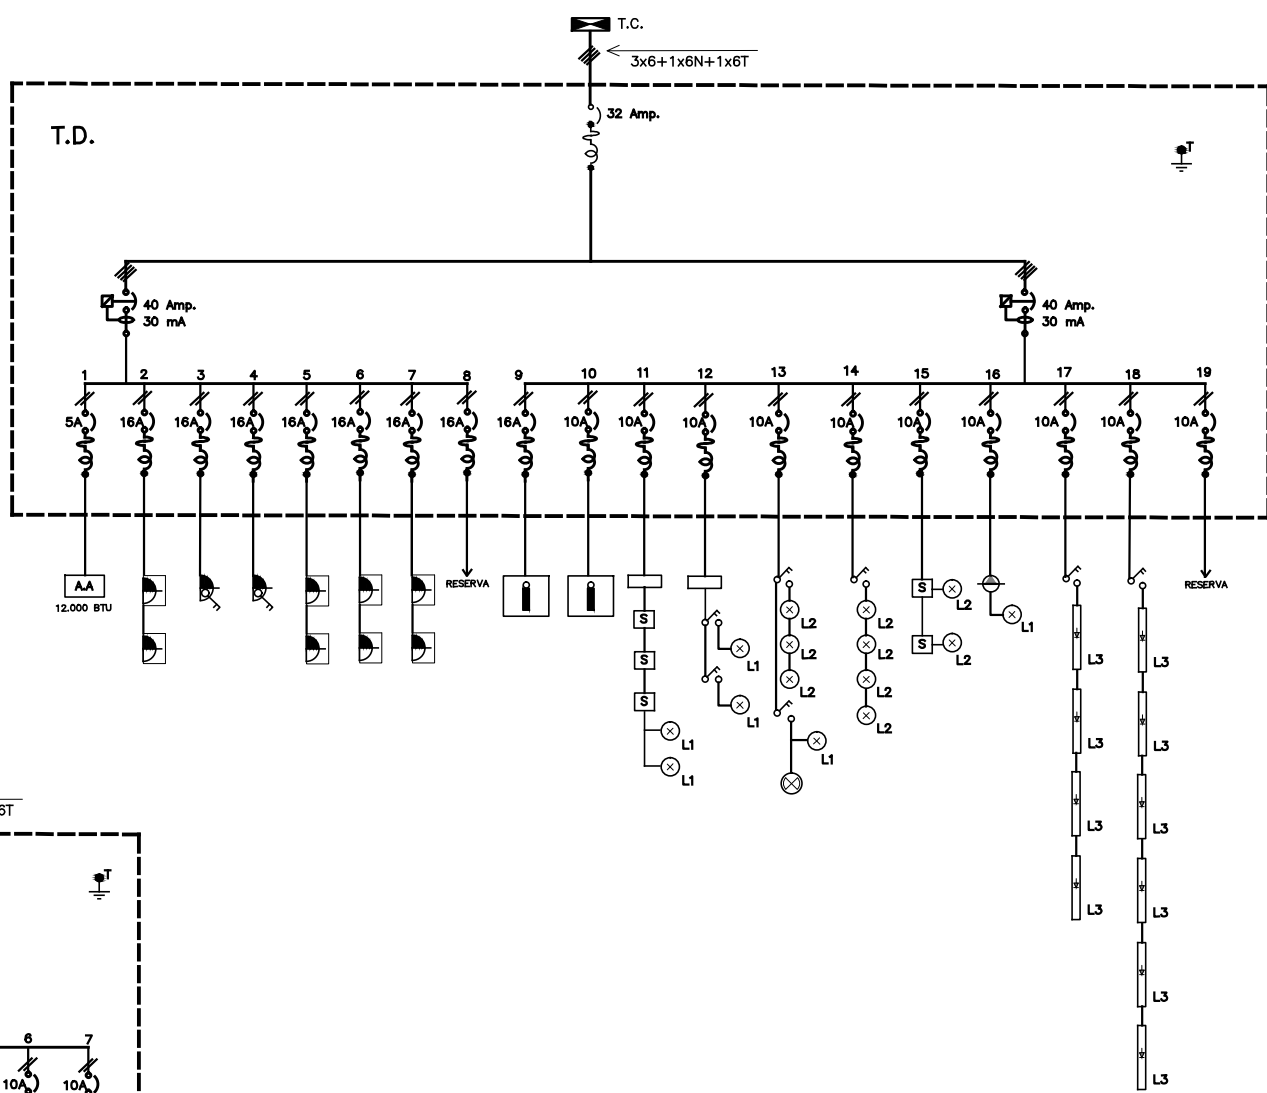 T.C.
3x6+1x6N+1x6T
32 Amp.
T.D.
T
40 Amp.
30 mA
40 Amp.
30 mA
1 2 3 4 5 6 7 8 9 10 11 12 13 14 15 16 17 18 19
5A 16A 16A 16A 16A 16A 16A 16A 16A 10A 10A 10A 10A 10A 10A 10A 10A 10A 10A
A.A
12.000 BTU
RESERVA
RESERVA
S
S
S
L1
L1
L1
L1
L2
L2
L2
L1
L2
L2
L2
L2
S
L2
S
L2
L1
L3
L3
L3
L3
L3
L3
L3
L3
L3
L3
6T
T
6 7
10A 10A